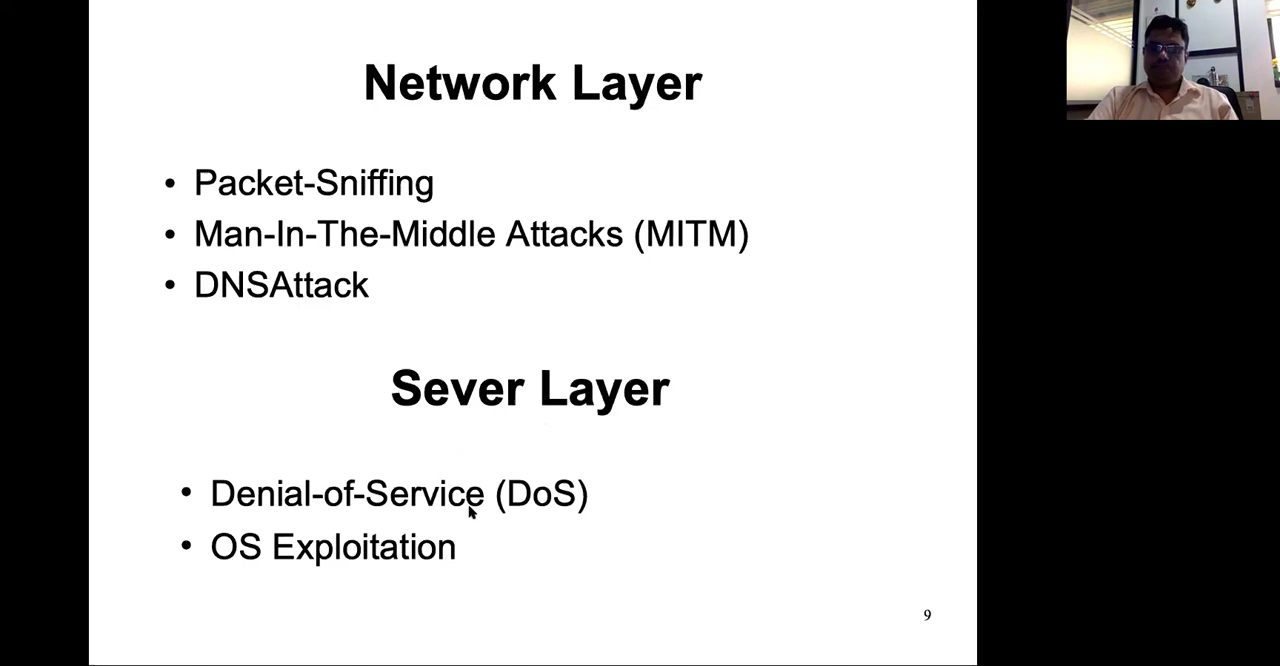 Network Layer
• Packet-Sniffing
• Man-In-The-Middle Attacks (MITM)
• DNSAttack
Sever Layer
• Denial-of-Service (DoS)
• OS Exploitation
9